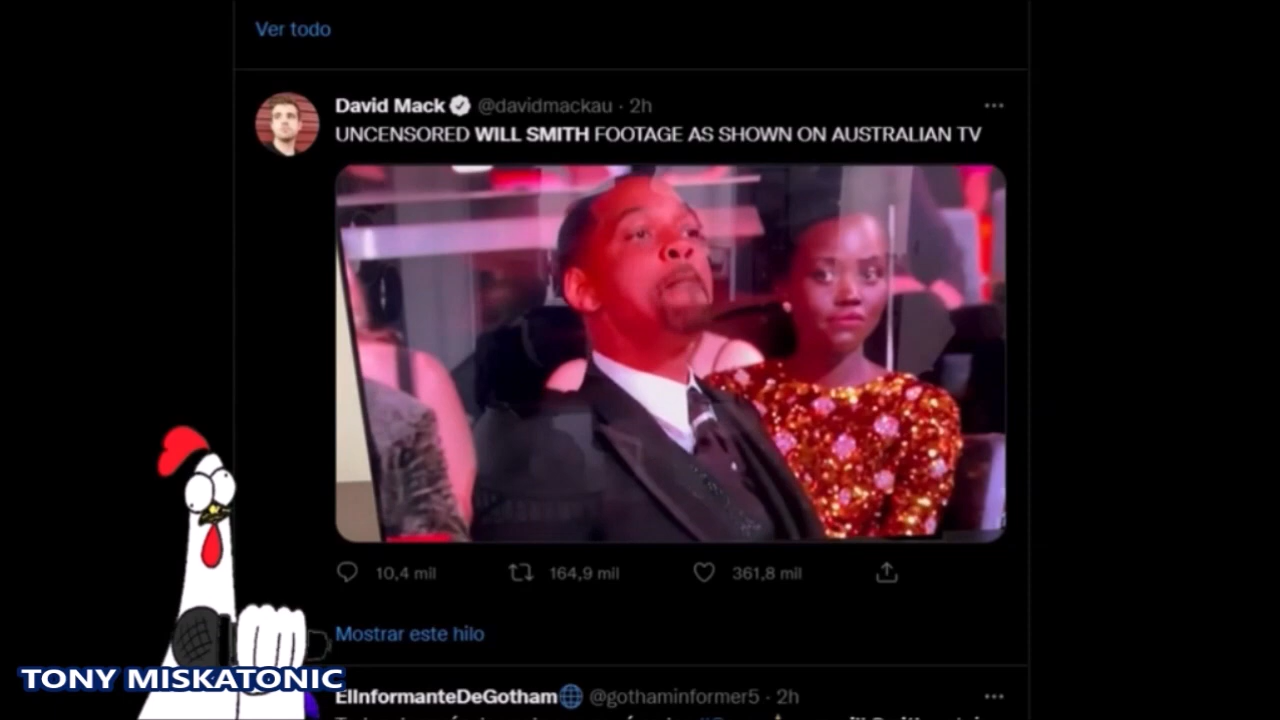 Ver todo
David Mack @davidmackau · 2h
UNCENSORED WILL SMITH FOOTAGE AS SHOWN ON AUSTRALIAN TV
10,4 mil 164,9 mil 361,8 mil
Mostrar este hilo
TONY MISKATONIC
ElInformanteDeGotham @gothaminformer5 · 2h